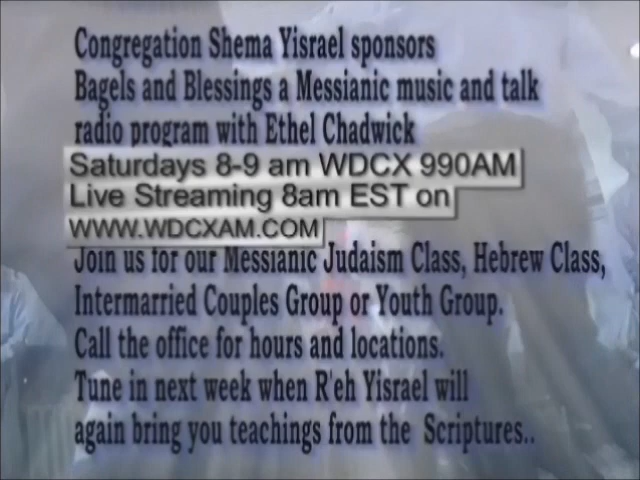 Congregation Shema Yisrael sponsors
Bagels and Blessings a Messianic music and talk
radio program with Ethel Chadwick
Saturdays 8-9 am WDCX 990AM
Live Streaming 8am EST on
WWW.WDCXAM.COM
Join us for our Messianic Judaism Class, Hebrew Class,
Intermarried Couples Group or Youth Group.
Call the office for hours and locations.
Tune in next week when R'eh Yisrael will
again bring you teachings from the Scriptures..